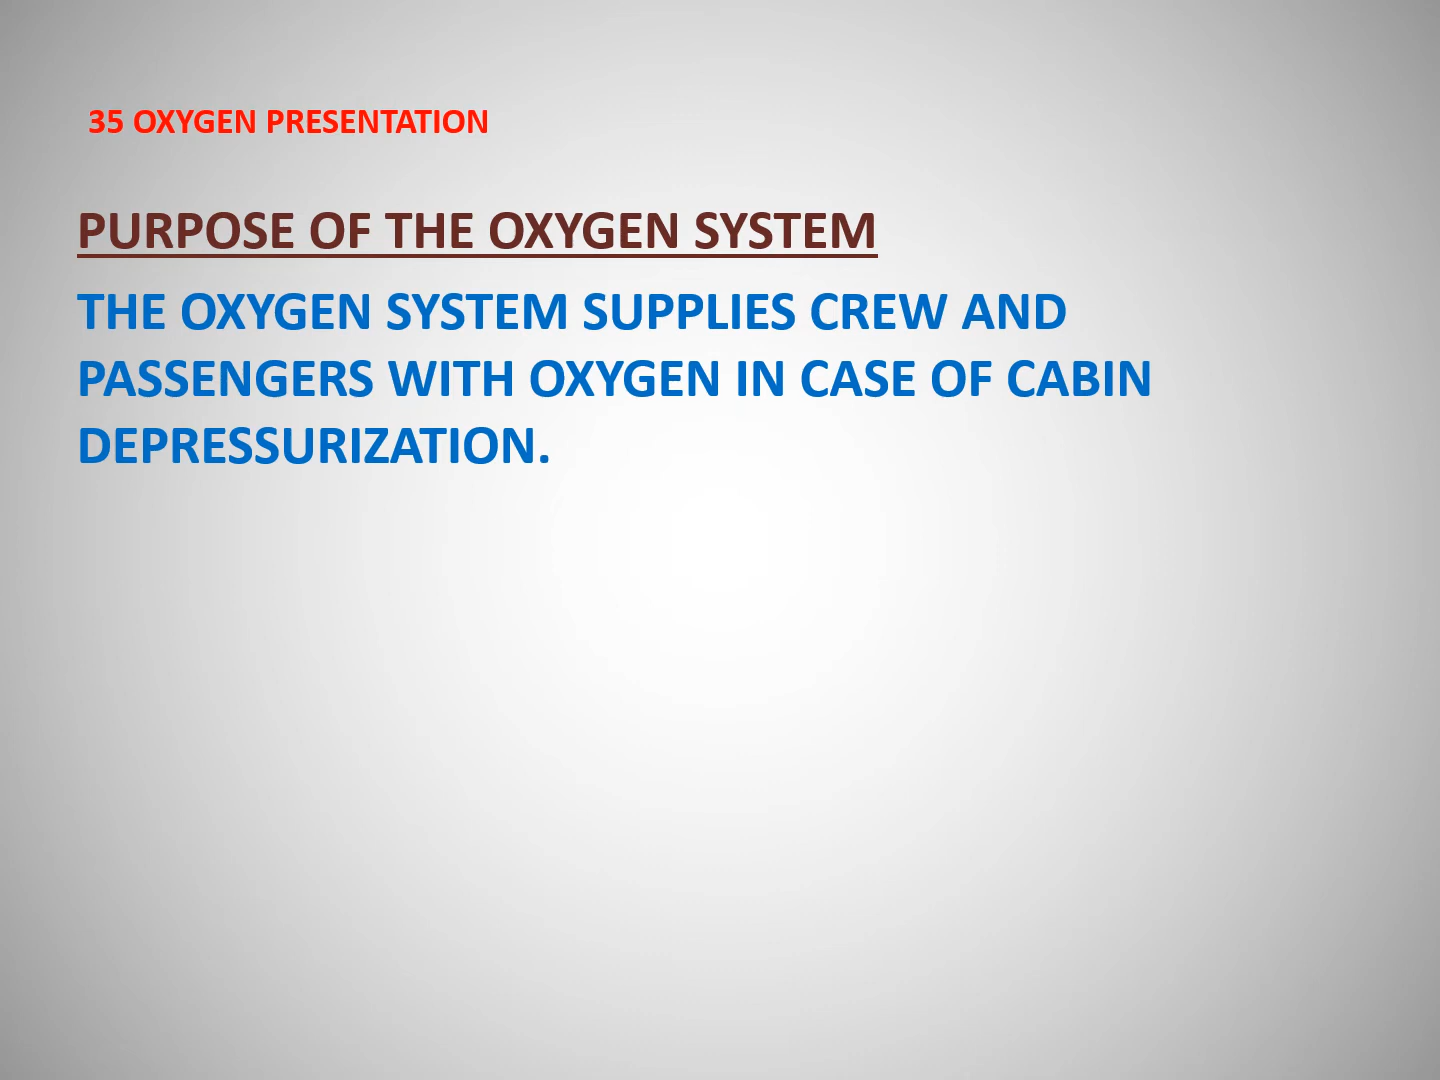 35 OXYGEN PRESENTATION
PURPOSE OF THE OXYGEN SYSTEM
THE OXYGEN SYSTEM SUPPLIES CREW AND
PASSENGERS WITH OXYGEN IN CASE OF CABIN
DEPRESSURIZATION.